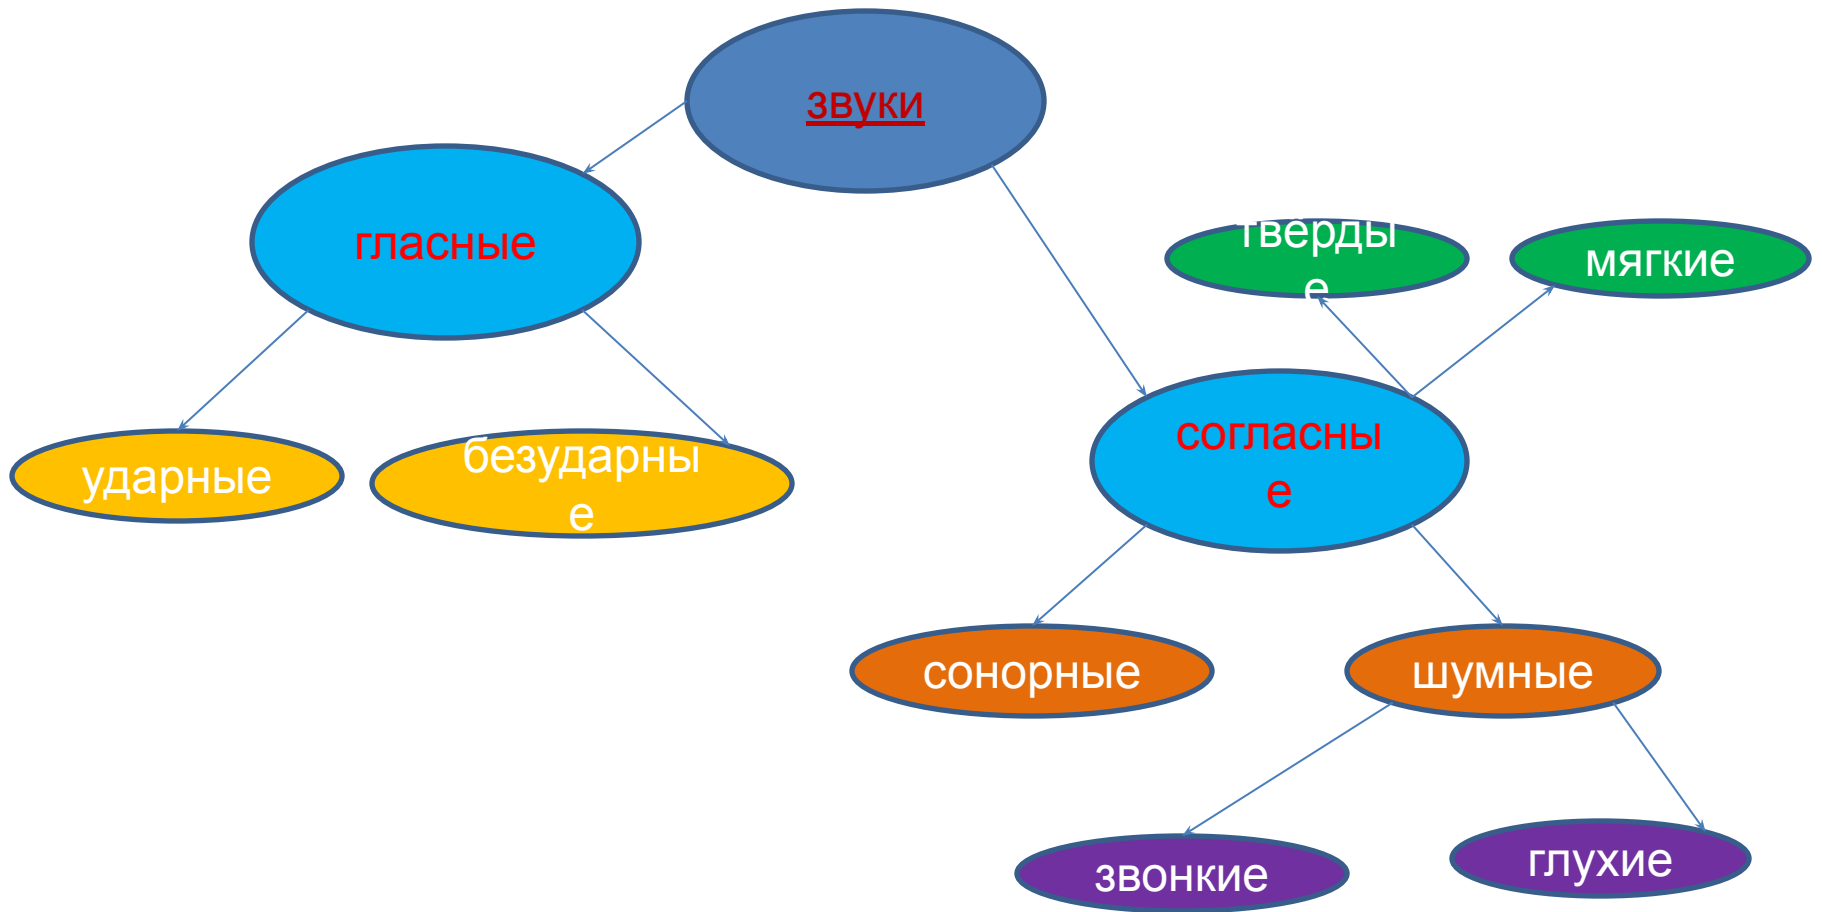 звуки
гласные
тверды
е
мягкие
согласны
е
ударные
безударны
е
сонорные
шумные
звонкие
глухие